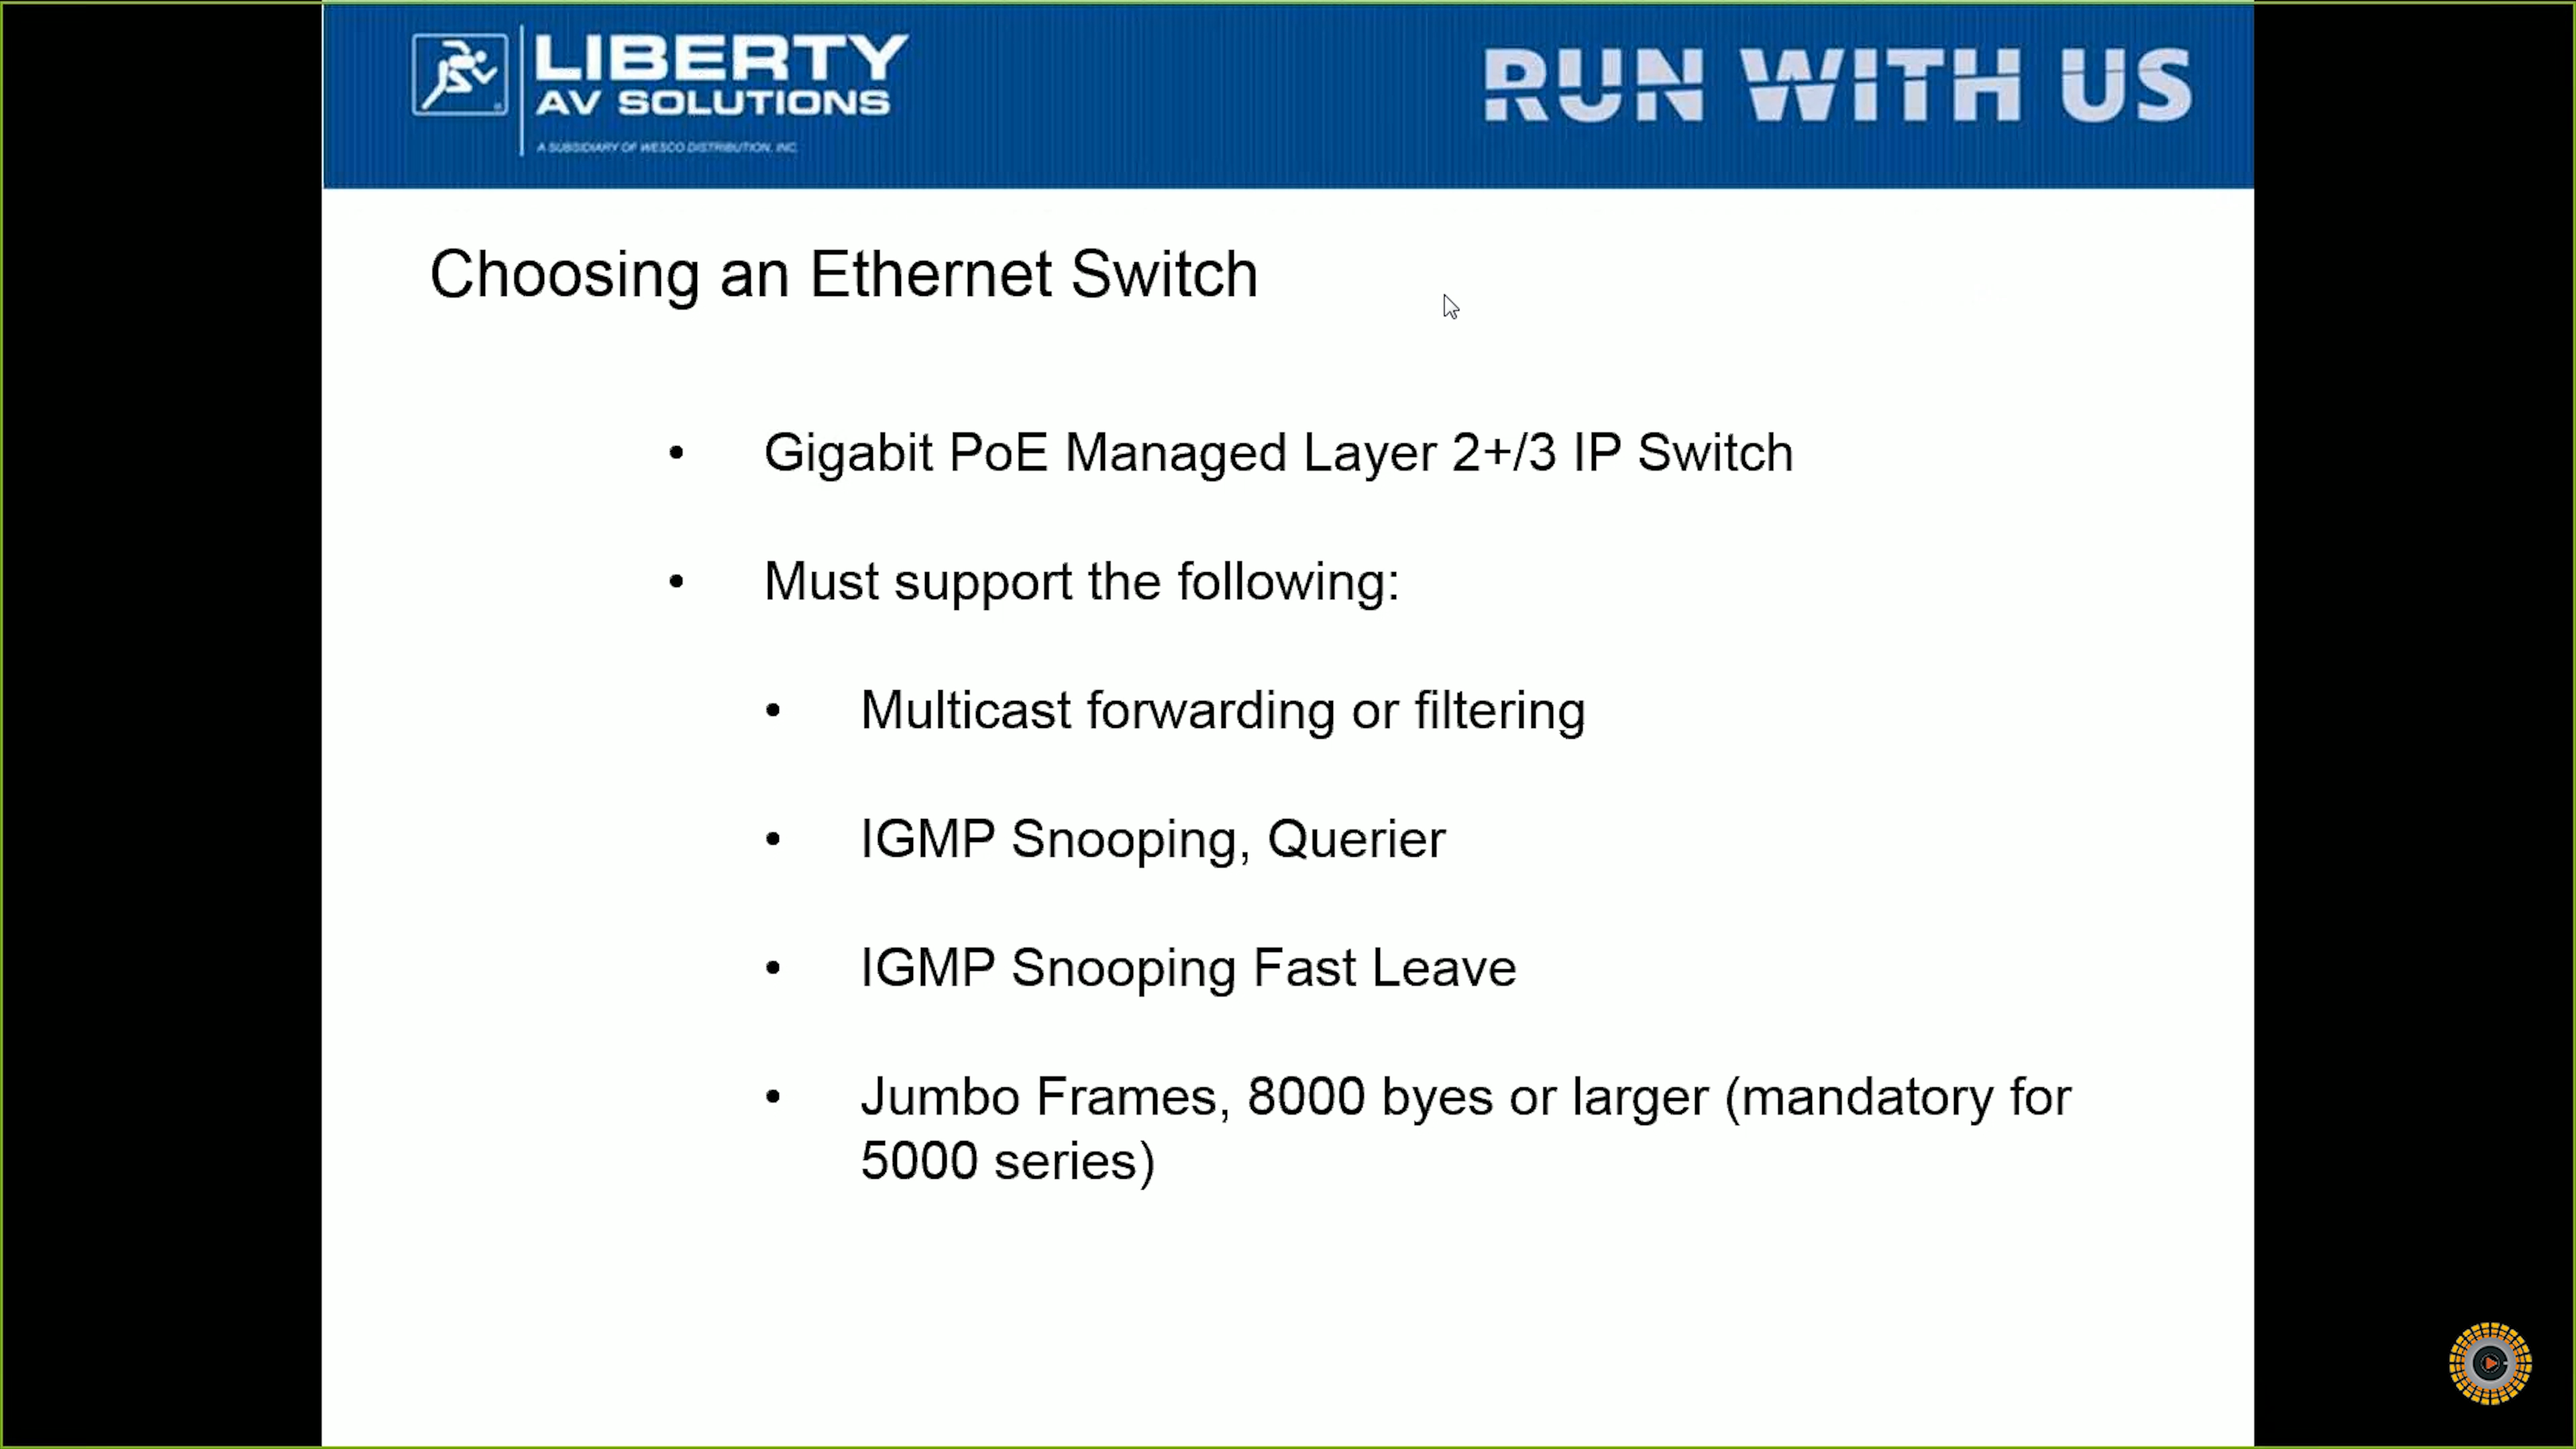 LIBERTY
AV SOLUTIONS
A SUBSIDIARY OF WESCO DISTRIBUTION, INC.
RUN WITH US
Choosing an Ethernet Switch
• Gigabit PoE Managed Layer 2+/3 IP Switch
• Must support the following:
• Multicast forwarding or filtering
• IGMP Snooping, Querier
• IGMP Snooping Fast Leave
• Jumbo Frames, 8000 byes or larger (mandatory for
5000 series)